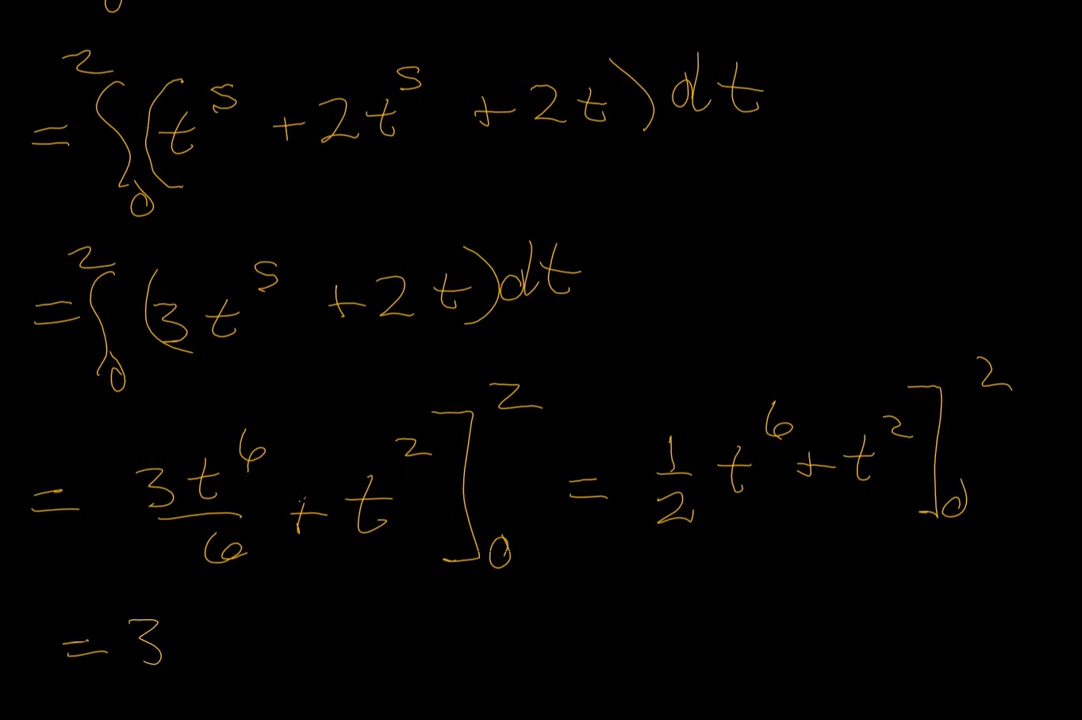 0
= ∫₀² (t⁵ + 2t⁵ + 2t) dt
= ∫₀² (3t⁵ + 2t) dt
= 3t⁶/6 + t² ]₀² = 1/2 t⁶ + t² ]₀²
= 3